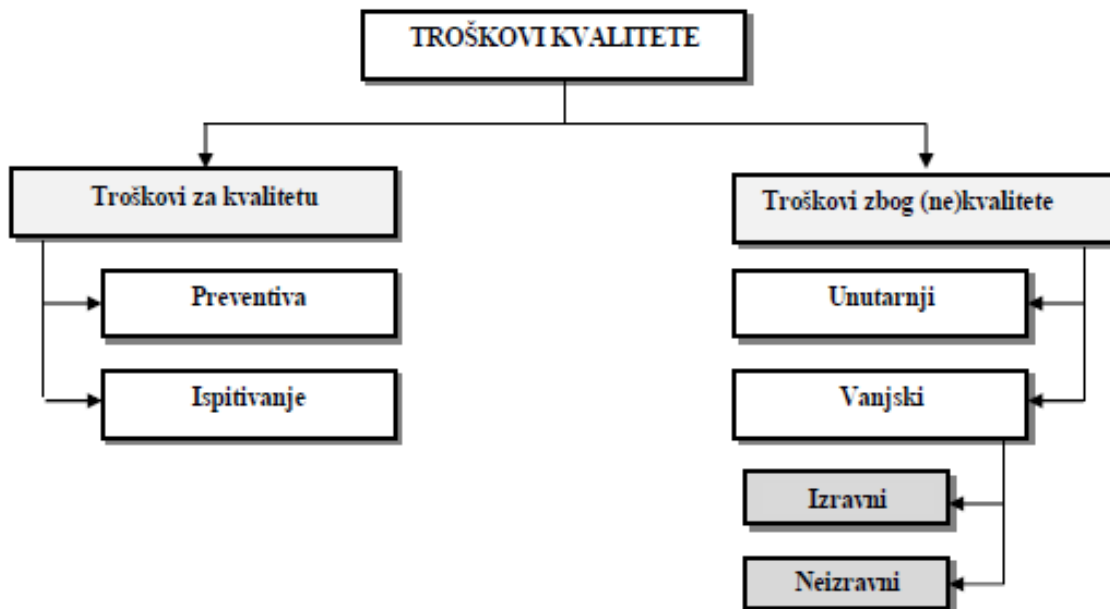 TROŠKOVI KVALITETE
Troškovi za kvalitetu
Preventiva
Ispitivanje
Troškovi zbog (ne)kvalitete
Unutarnji
Vanjski
Izravni
Neizravni